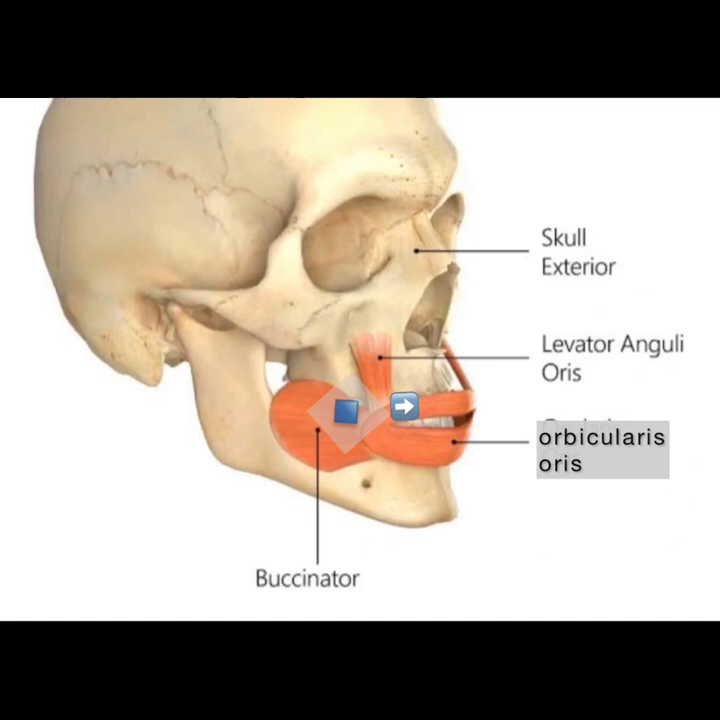 Skull
Exterior
Levator Anguli
Oris
orbicularis
oris
Buccinator